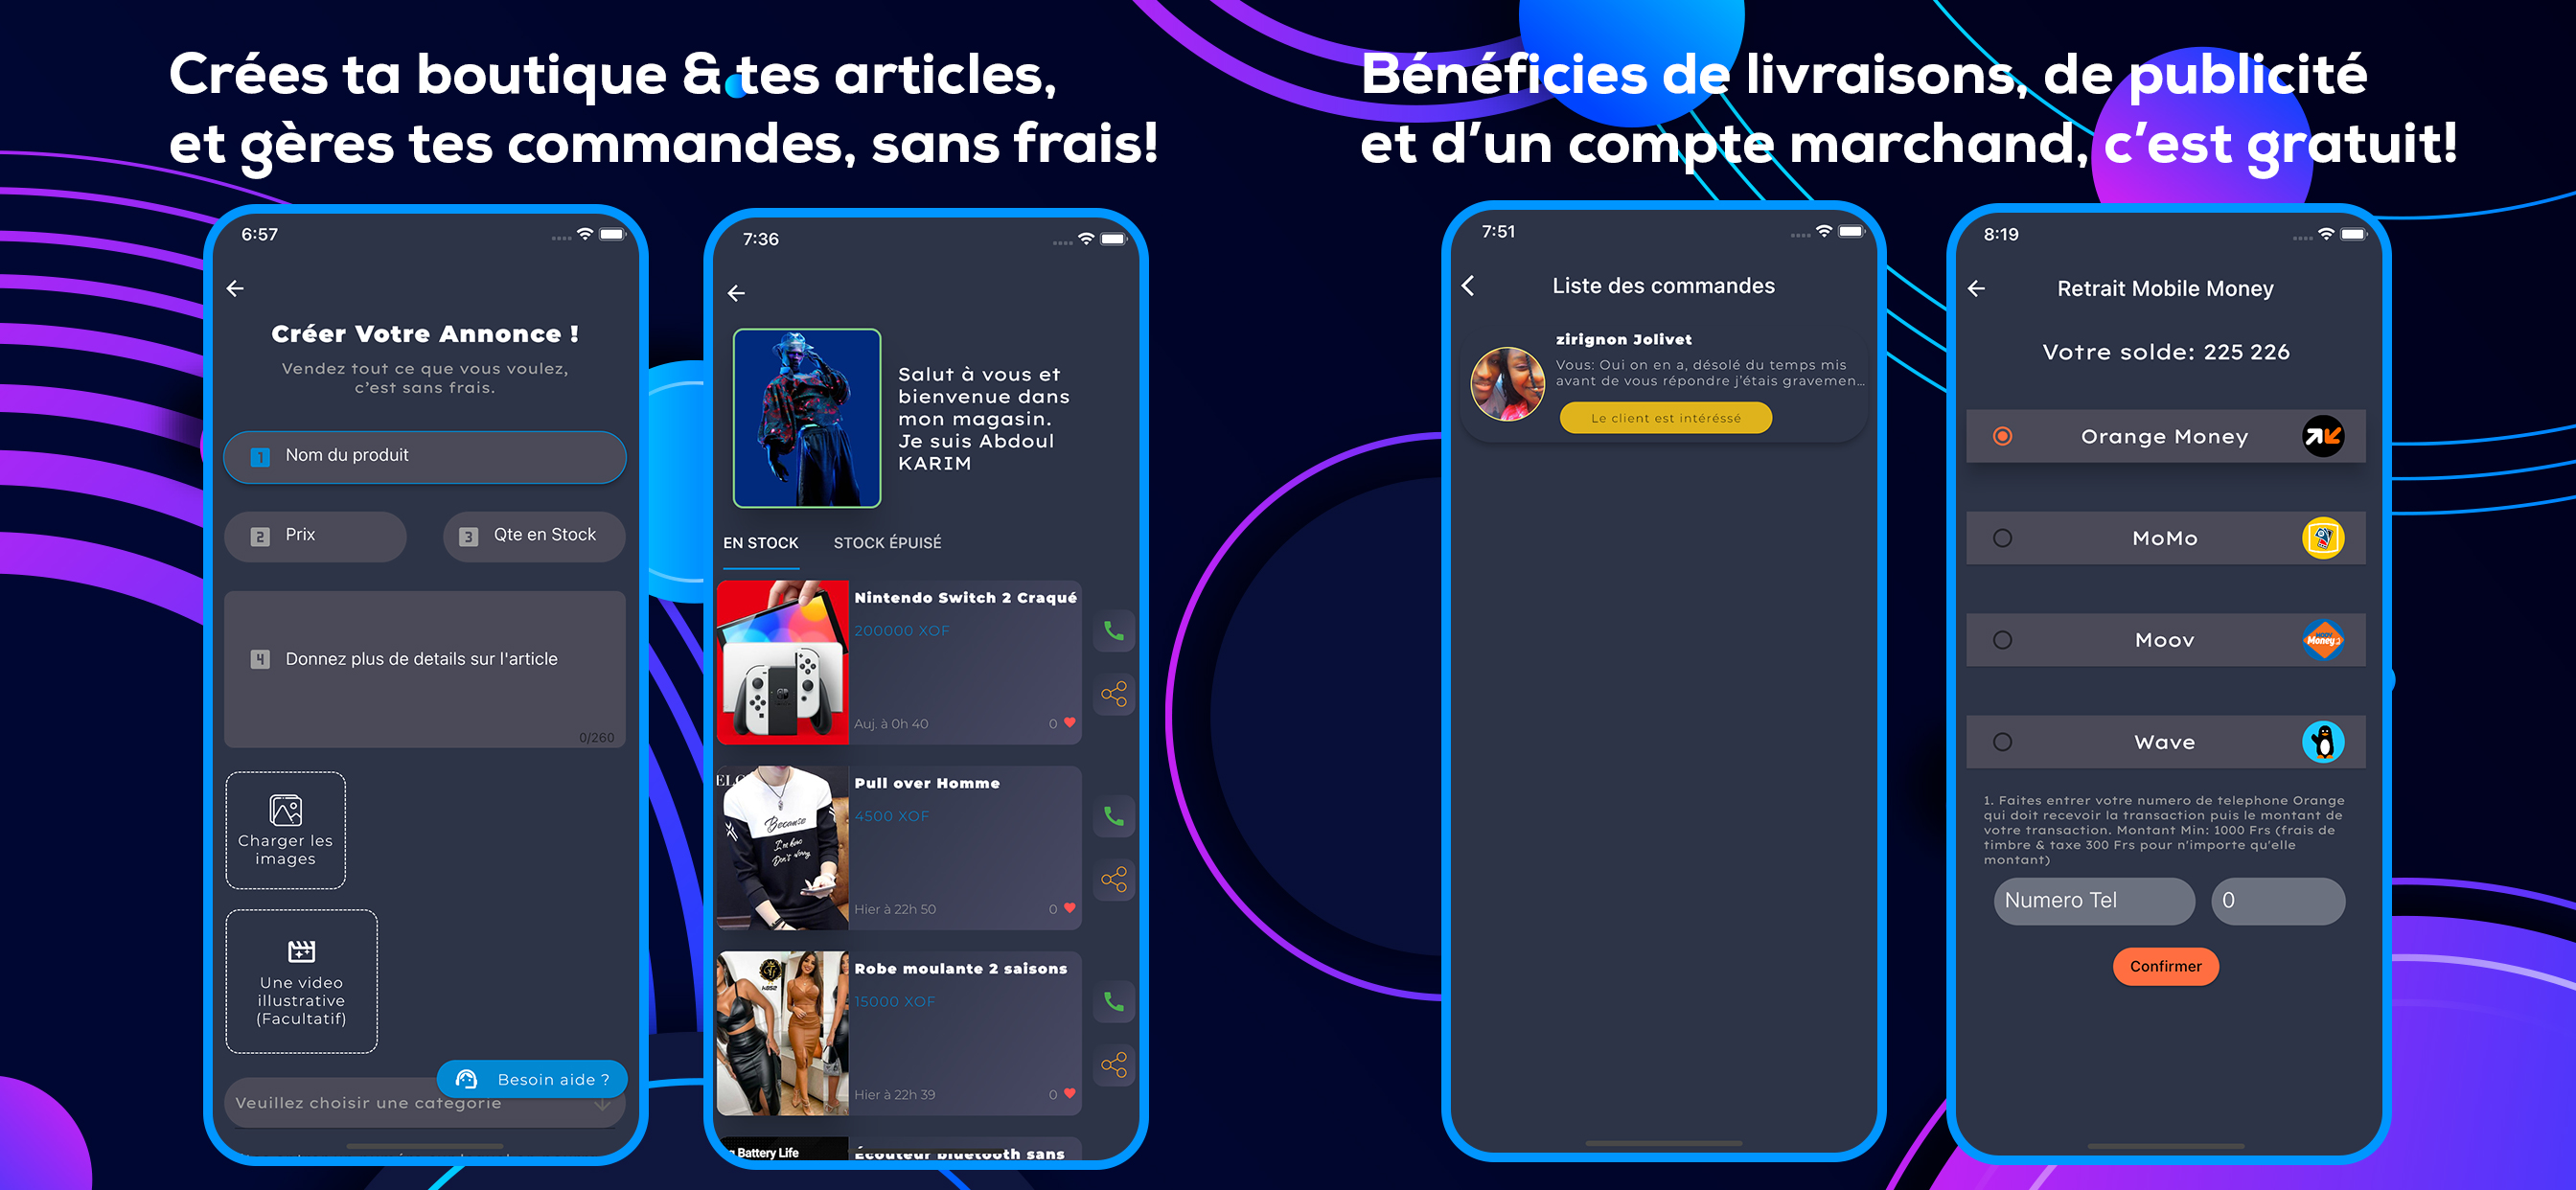 Crées ta boutique & tes articles,
et gères tes commandes, sans frais!
Bénéficies de livraisons, de publicité
et d’un compte marchand, c’est gratuit!
6:57
Créer Votre Annonce !
Vendez tout ce que vous voulez,
c’est sans frais.
1 Nom du produit
2 Prix
3 Qte en Stock
4 Donnez plus de details sur l'article
0/260
Charger les
images
Une video
illustrative
(Facultatif)
Besoin aide ?
Veuillez choisir une categorie
7:36
Salut à vous et
bienvenue dans
mon magasin.
Je suis Abdoul
KARIM
EN STOCK
STOCK ÉPUISÉ
Nintendo Switch 2 Craqué
200000 XOF
Auj. à 0h 40
0
Pull over Homme
4500 XOF
Hier à 22h 50
0
Because
I'm here
Don't worry
Robe moulante 2 saisons
15000 XOF
Hier à 22h 39
0
Battery Life
Écouteur bluetooth sans
7:51
Liste des commandes
zirignon Jolivet
Vous: Oui on en a, désolé du temps mis
avant de vous répondre j’étais gravemen...
Le client est intéréssé
8:19
Retrait Mobile Money
Votre solde: 225 226
Orange Money
MoMo
Moov
Money
Wave
1. Faites entrer votre numero de telephone Orange
qui doit recevoir la transaction puis le montant de
votre transaction. Montant Min: 1000 Frs (frais de
timbre & taxe 300 Frs pour n'importe qu'elle
montant)
Numero Tel
0
Confirmer